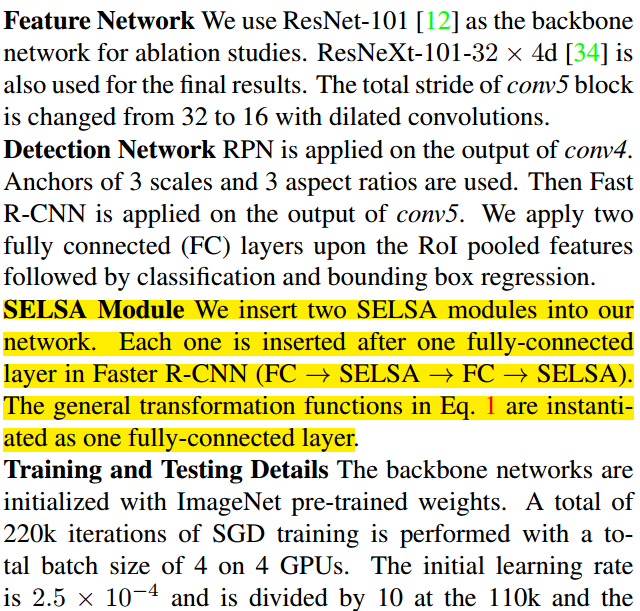 Feature Network We use ResNet-101 [12] as the backbone
network for ablation studies. ResNeXt-101-32 × 4d [34] is
also used for the final results. The total stride of conv5 block
is changed from 32 to 16 with dilated convolutions.
Detection Network RPN is applied on the output of conv4.
Anchors of 3 scales and 3 aspect ratios are used. Then Fast
R-CNN is applied on the output of conv5. We apply two
fully connected (FC) layers upon the RoI pooled features
followed by classification and bounding box regression.
SELSA Module We insert two SELSA modules into our
network. Each one is inserted after one fully-connected
layer in Faster R-CNN (FC → SELSA → FC → SELSA).
The general transformation functions in Eq. 1 are instanti-
ated as one fully-connected layer.
Training and Testing Details The backbone networks are
initialized with ImageNet pre-trained weights. A total of
220k iterations of SGD training is performed with a to-
tal batch size of 4 on 4 GPUs. The initial learning rate
is 2.5 × 10⁻⁴ and is divided by 10 at the 110k and the